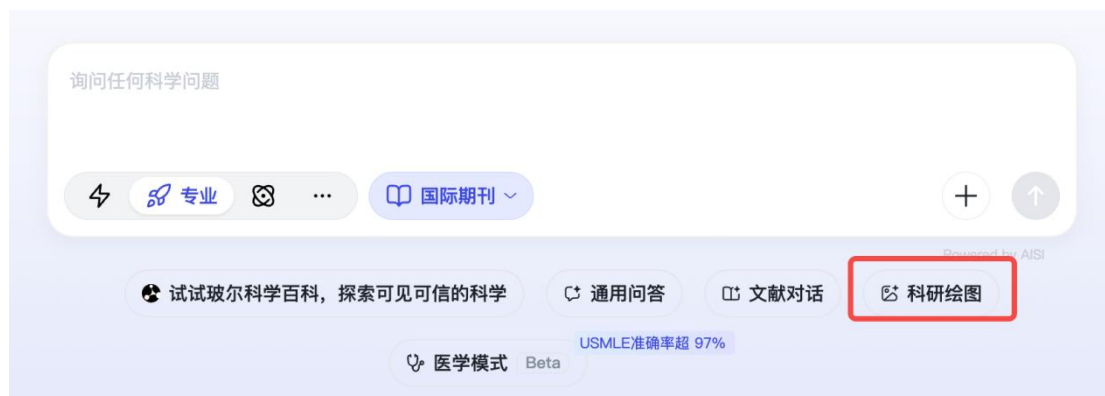 询问任何科学问题
专业
国际期刊
Powered by AISI
试试玻尔科学百科，探索可见可信的科学
通用问答
文献对话
科研绘图
USMLE准确率超 97%
医学模式 Beta